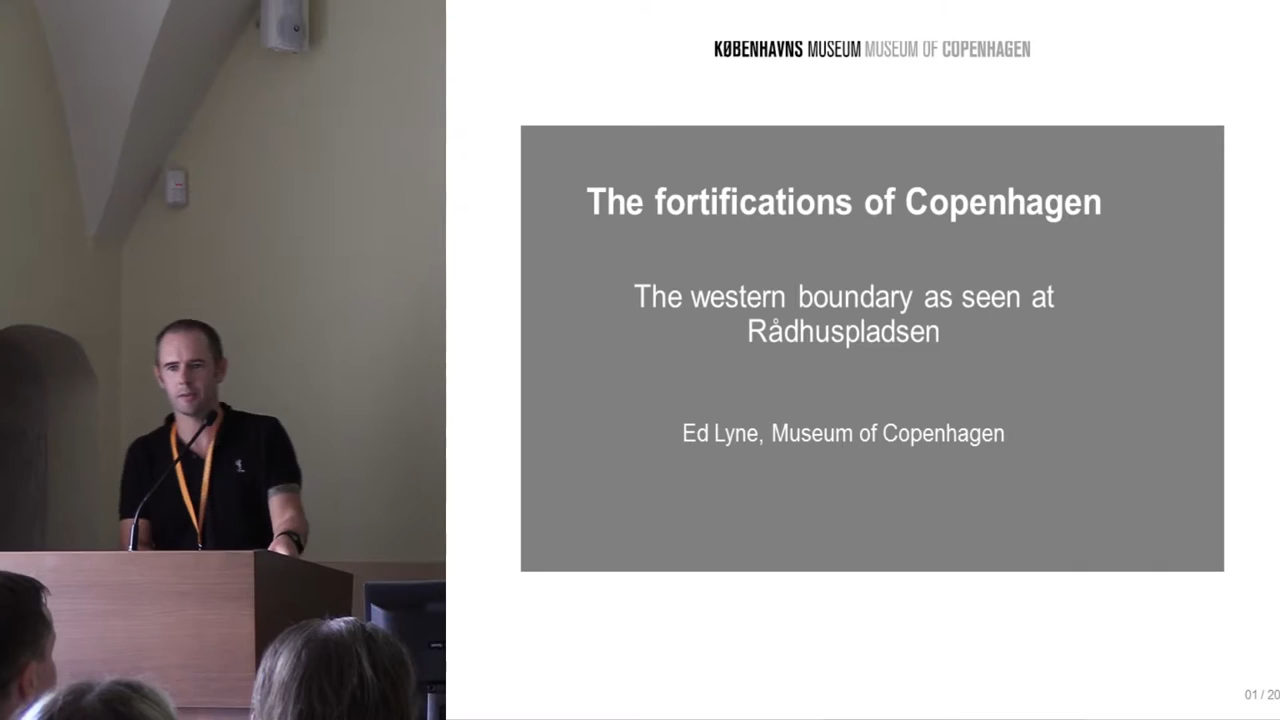 KØBENHAVNS MUSEUM MUSEUM OF COPENHAGEN
The fortifications of Copenhagen
The western boundary as seen at
Rådhuspladsen
Ed Lyne, Museum of Copenhagen
01 / 20